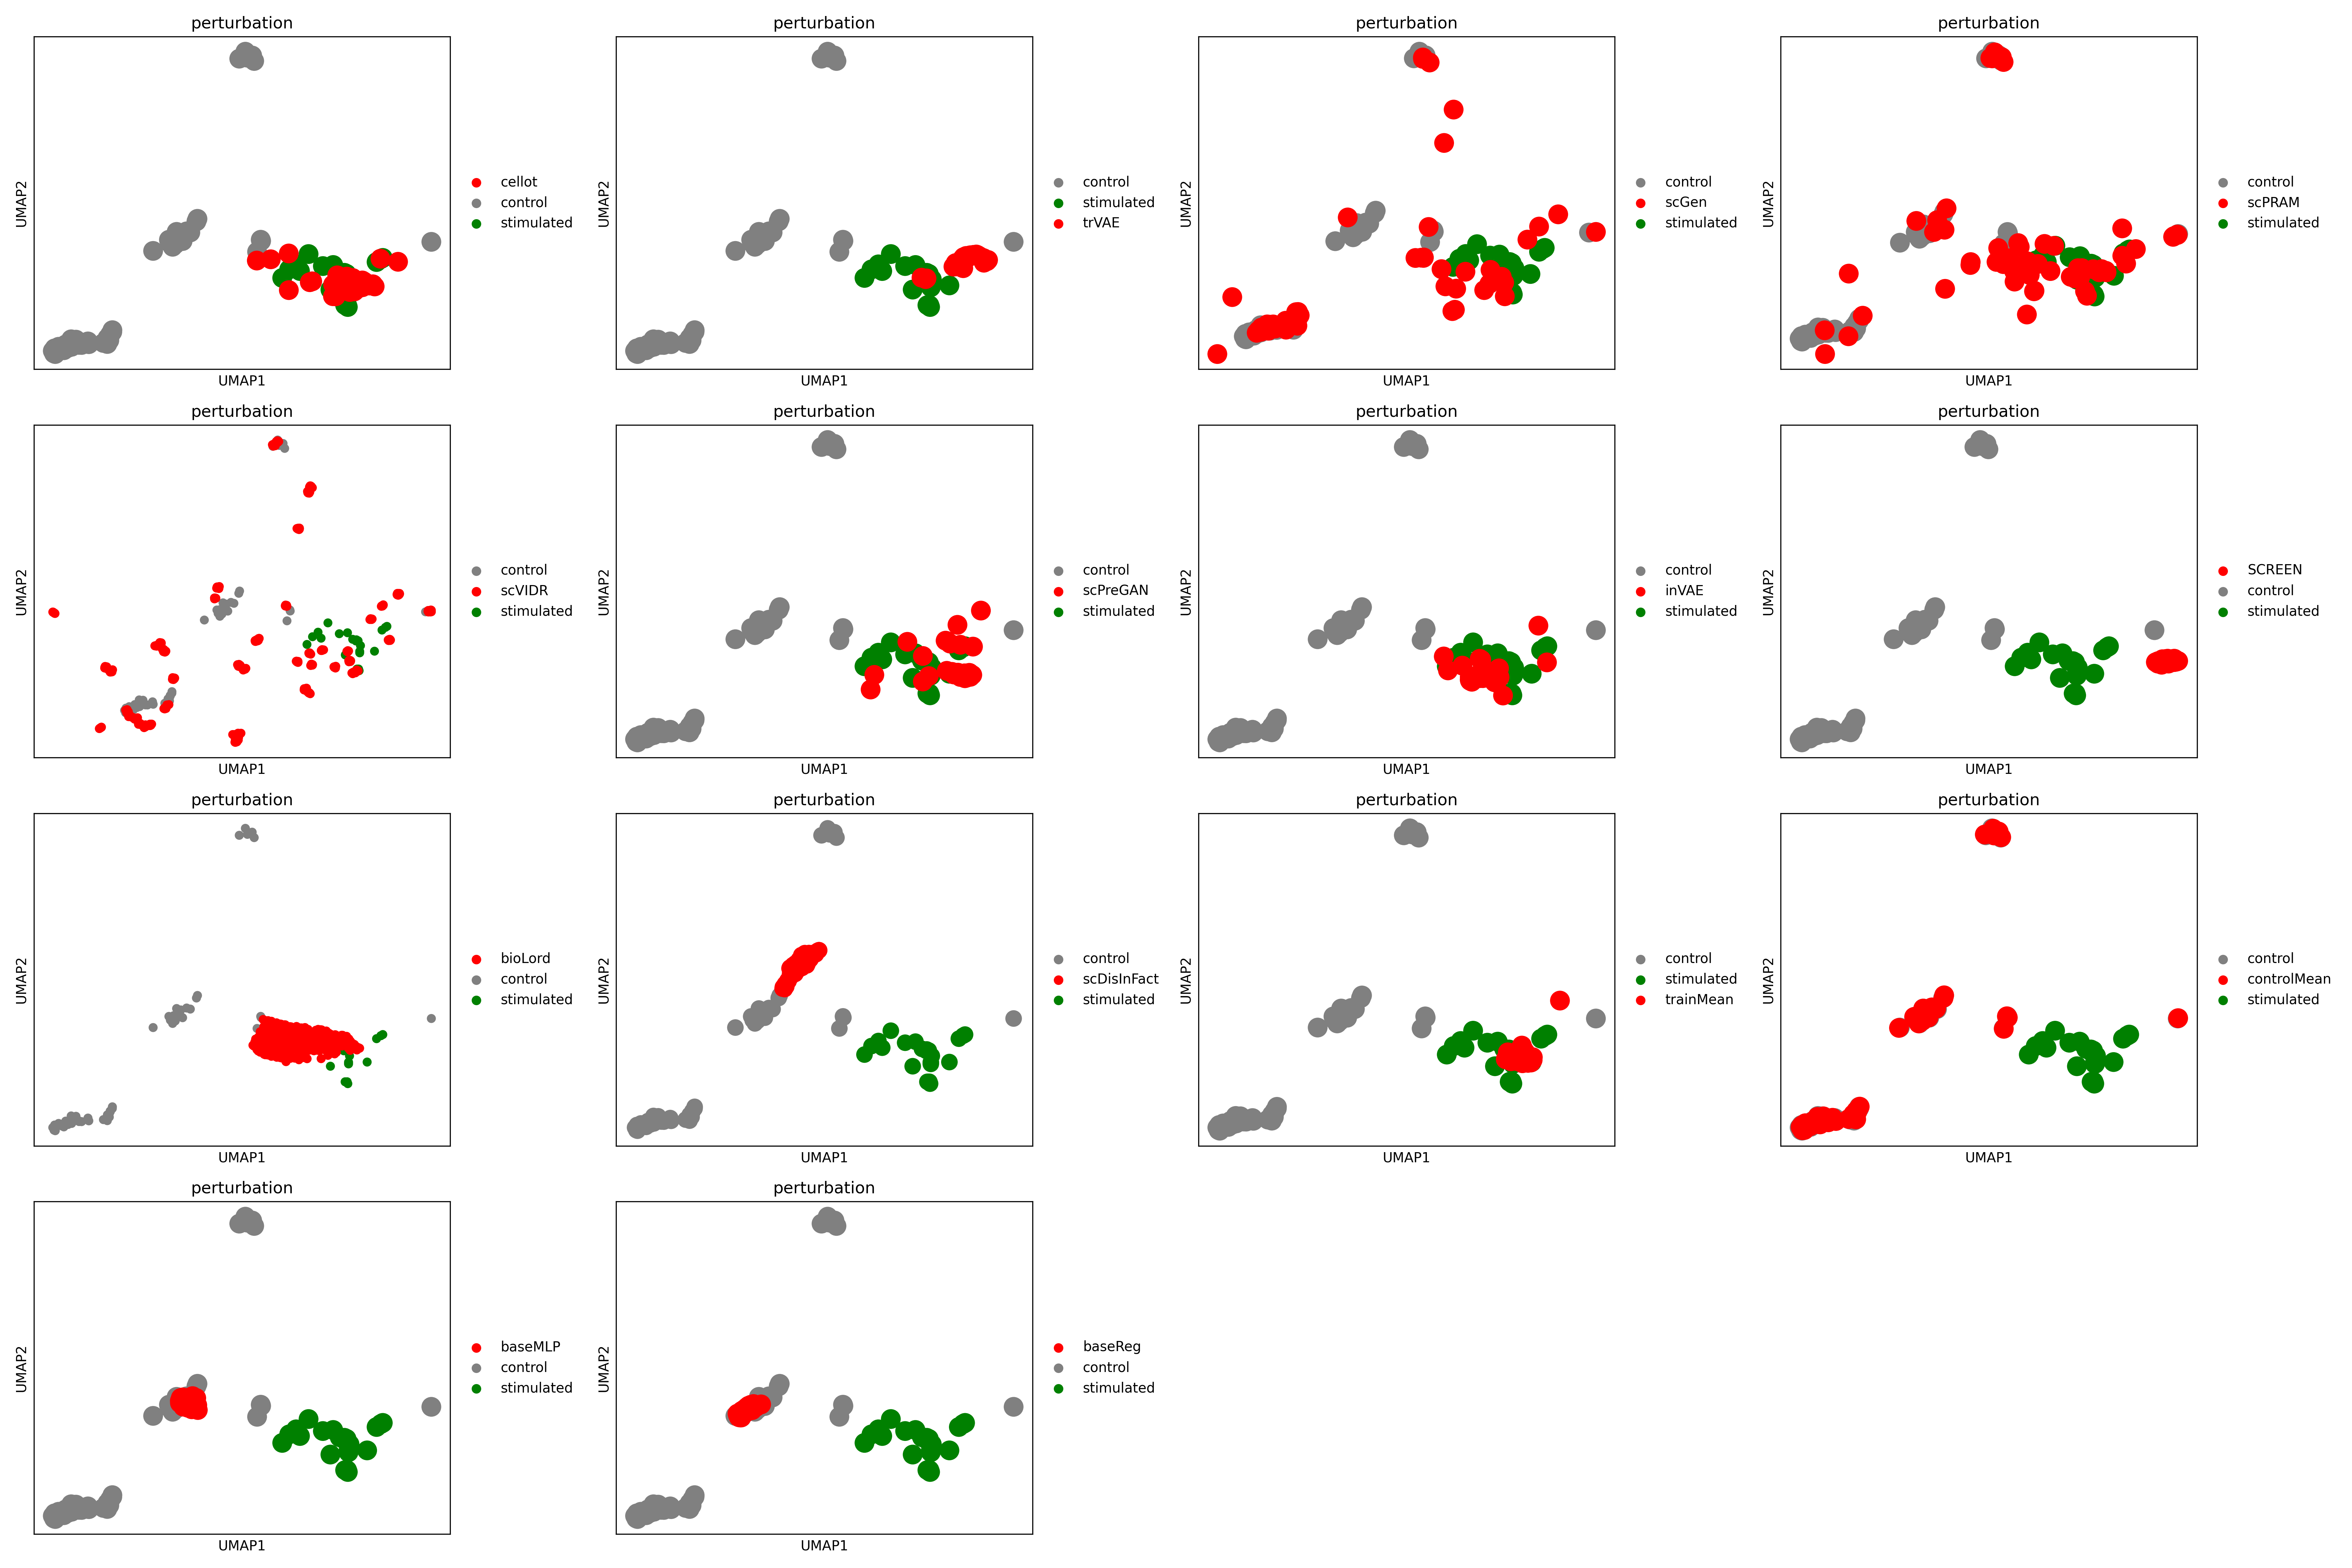 perturbation
UMAP2
UMAP1
cellot
control
stimulated
perturbation
UMAP2
UMAP1
control
stimulated
trVAE
perturbation
UMAP2
UMAP1
control
scGen
stimulated
perturbation
UMAP2
UMAP1
control
scPRAM
stimulated
perturbation
UMAP2
UMAP1
control
scVIDR
stimulated
perturbation
UMAP2
UMAP1
control
scPreGAN
stimulated
perturbation
UMAP2
UMAP1
control
inVAE
stimulated
perturbation
UMAP2
UMAP1
SCREEN
control
stimulated
perturbation
UMAP2
UMAP1
bioLord
control
stimulated
perturbation
UMAP2
UMAP1
control
scDisInFact
stimulated
perturbation
UMAP2
UMAP1
control
stimulated
trainMean
perturbation
UMAP2
UMAP1
control
controlMean
stimulated
perturbation
UMAP2
UMAP1
baseMLP
control
stimulated
perturbation
UMAP2
UMAP1
baseReg
control
stimulated